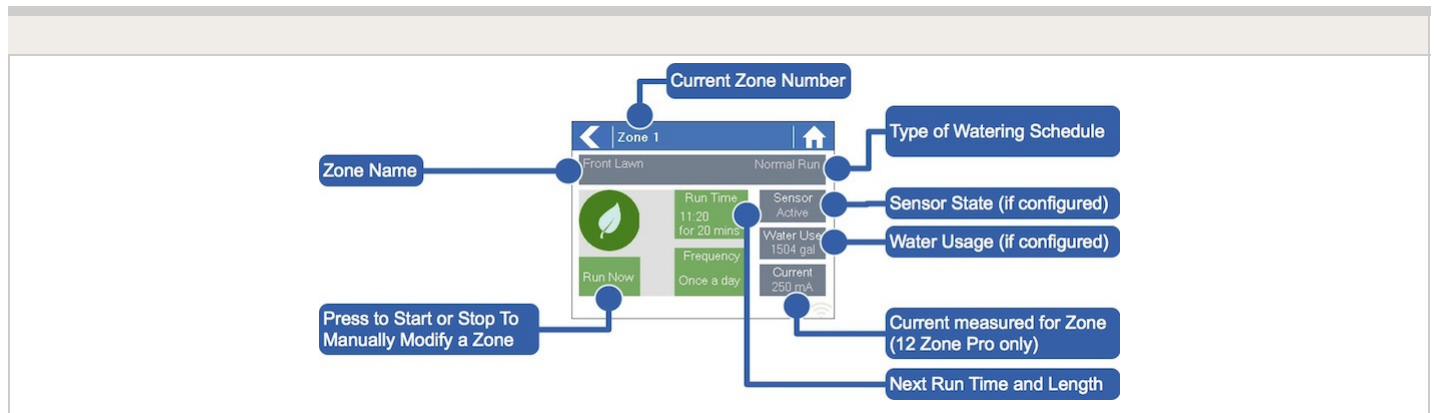 Current Zone Number
Zone 1
Type of Watering Schedule
Zone Name
Front Lawn
Normal Run
Run Time
11:20
for 20 mins
Sensor
Active
Sensor State (if configured)
Water Use
1504 gal
Water Usage (if configured)
Frequency
Once a day
Run Now
Current
250 mA
Press to Start or Stop To
Manually Modify a Zone
Current measured for Zone
(12 Zone Pro only)
Next Run Time and Length